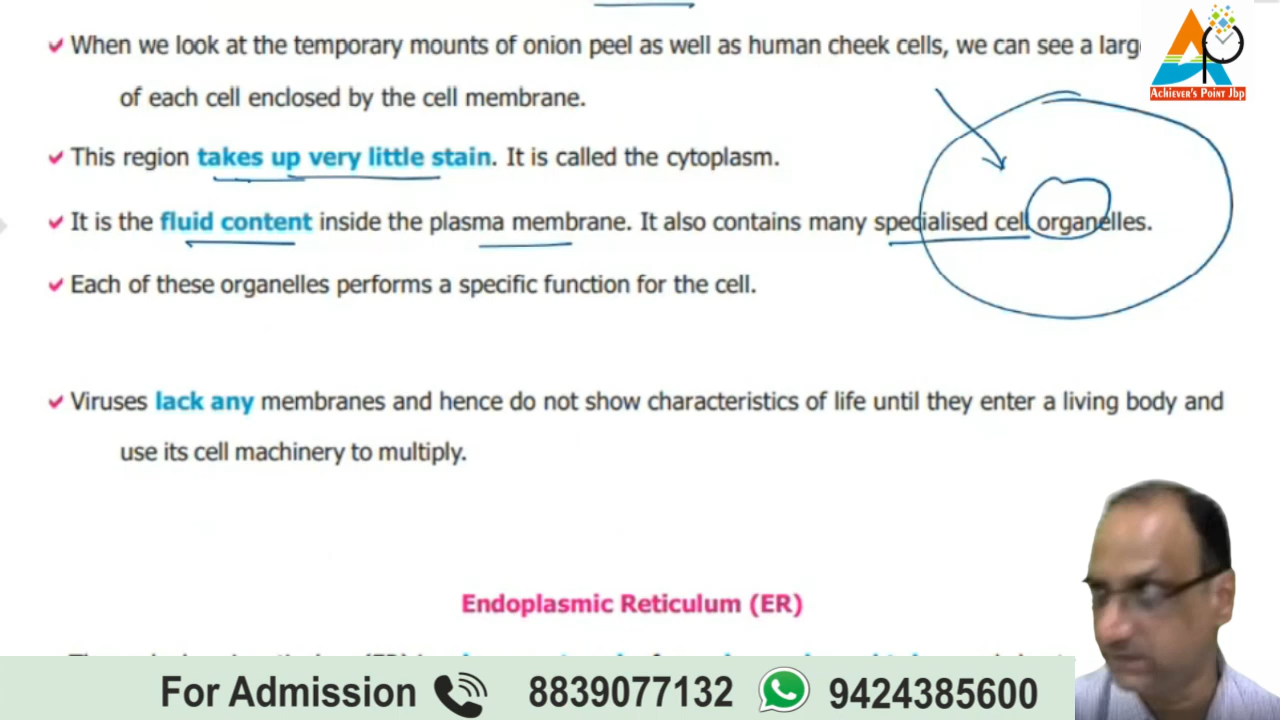 When we look at the temporary mounts of onion peel as well as human cheek cells, we can see a larg
of each cell enclosed by the cell membrane.
This region takes up very little stain. It is called the cytoplasm.
It is the fluid content inside the plasma membrane. It also contains many specialised cell organelles.
Each of these organelles performs a specific function for the cell.
Viruses lack any membranes and hence do not show characteristics of life until they enter a living body and
use its cell machinery to multiply.
Endoplasmic Reticulum (ER)
ACHIEVER'S POINT Jbp
For Admission 8839077132 9424385600